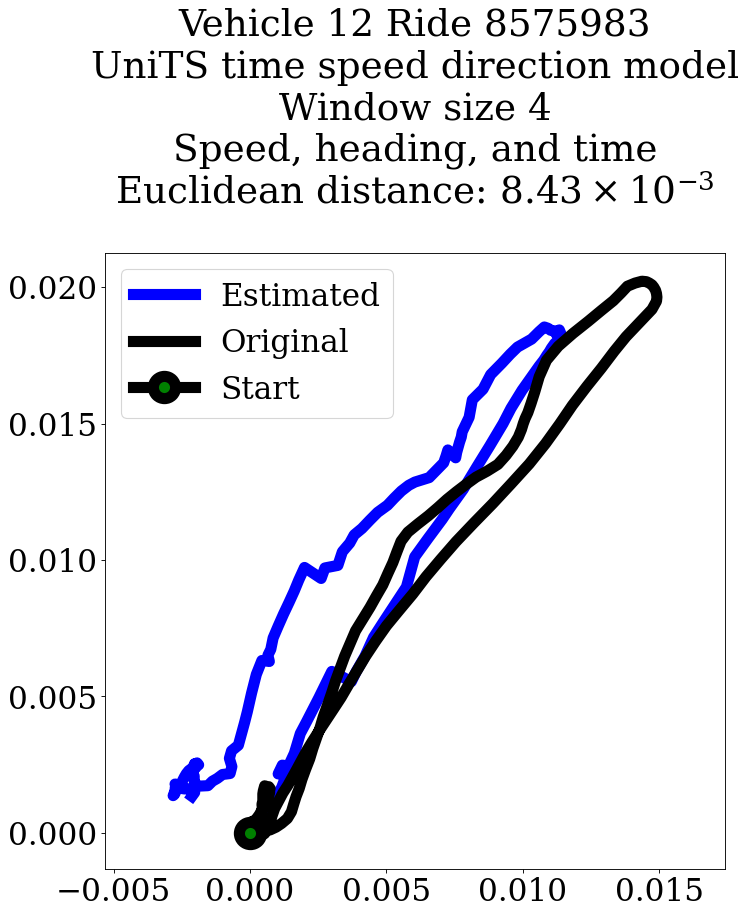 Vehicle 12 Ride 8575983
UniTS time speed direction model
Window size 4
Speed, heading, and time
Euclidean distance: 8.43 × 10⁻³
0.020
0.015
0.010
0.005
0.000
Estimated
Original
Start
−0.005 0.000 0.005 0.010 0.015